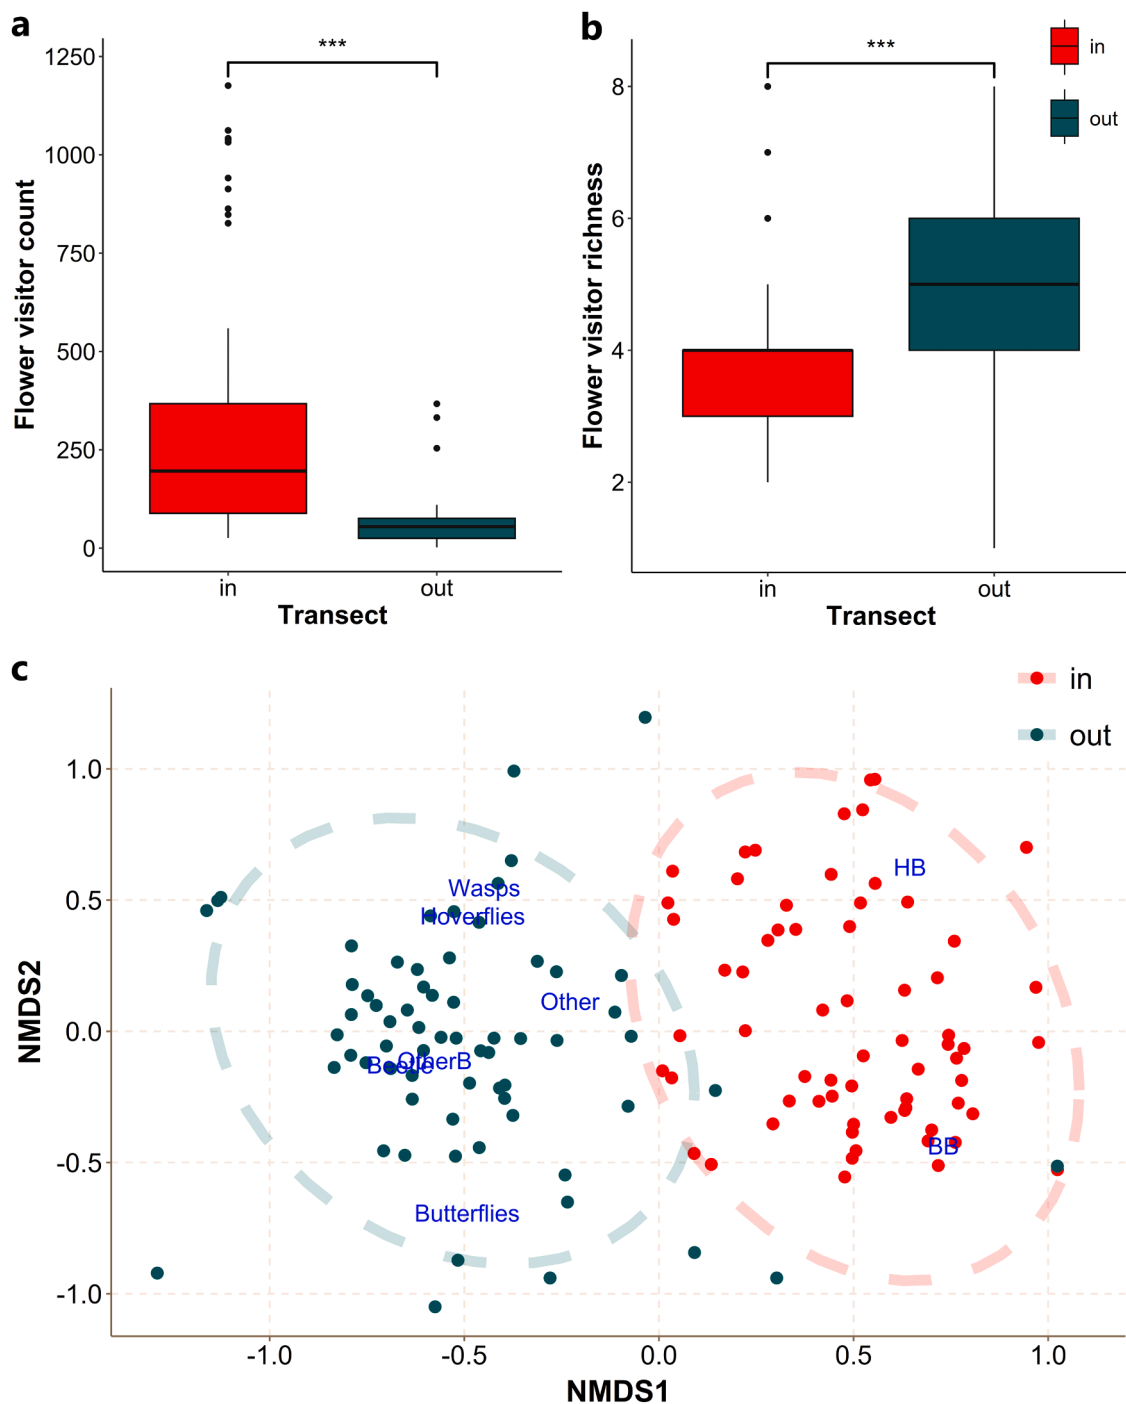 a
***
1250
1000
750
500
250
0
Flower visitor count
in
out
Transect
b
***
in
out
8
6
4
2
Flower visitor richness
in
out
Transect
c
in
out
1.0
0.5
0.0
-0.5
-1.0
NMDS2
HB
Wasps
Hoverflies
Other
Beetle
OtherB
BB
Butterflies
-1.0
-0.5
0.0
0.5
1.0
NMDS1